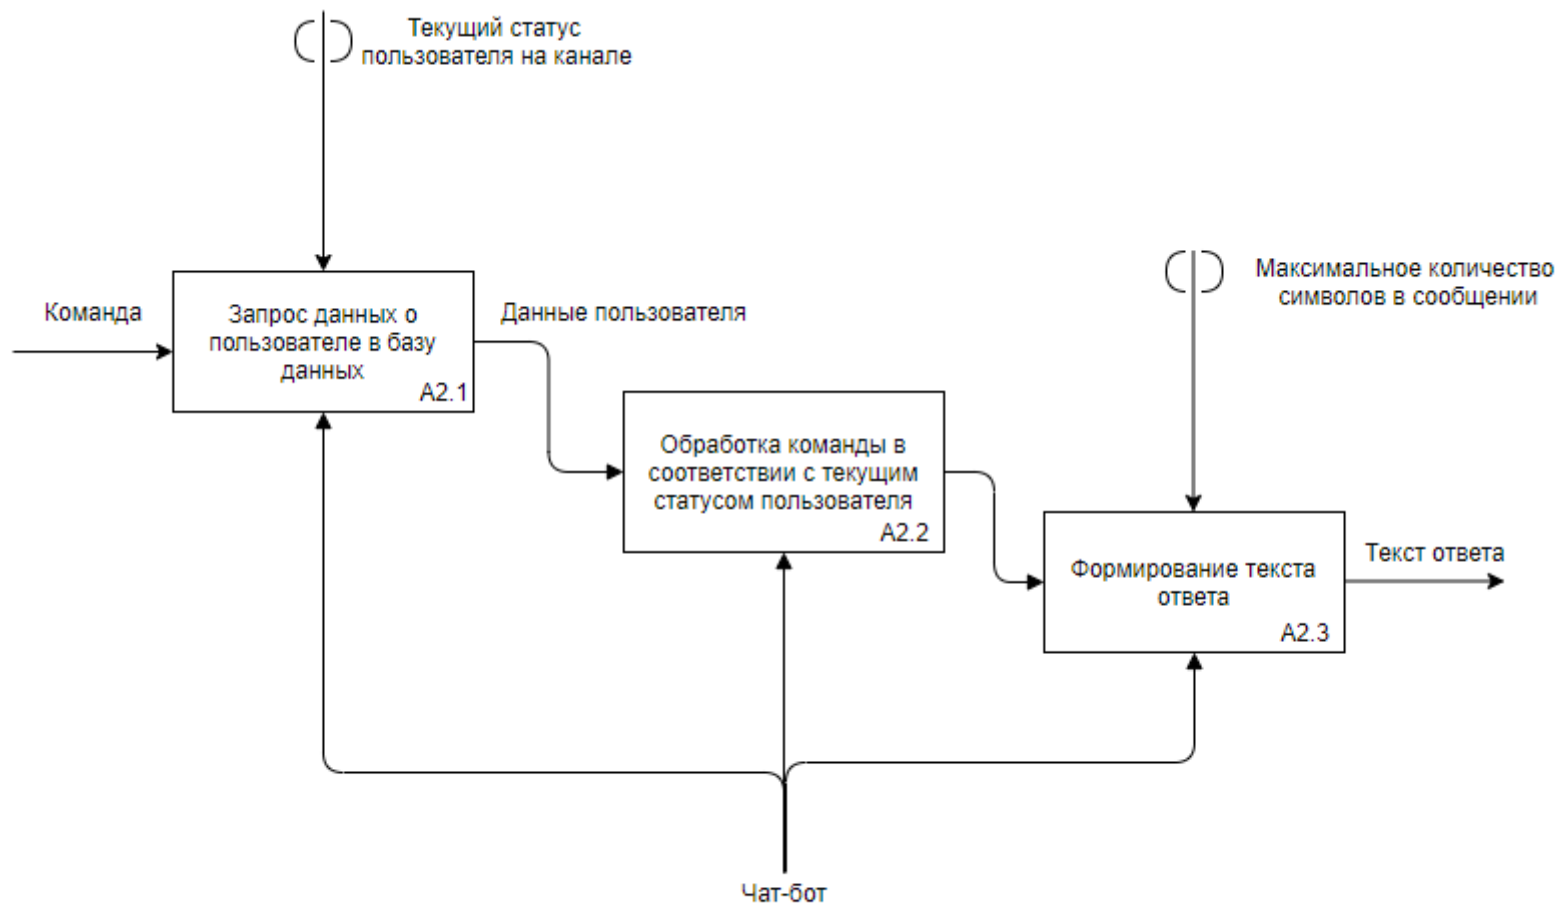 Текущий статус
пользователя на канале
Максимальное количество
символов в сообщении
Команда
Запрос данных о
пользователе в базу
данных
A2.1
Данные пользователя
Обработка команды в
соответствии с текущим
статусом пользователя
A2.2
Формирование текста
ответа
A2.3
Текст ответа
Чат-бот